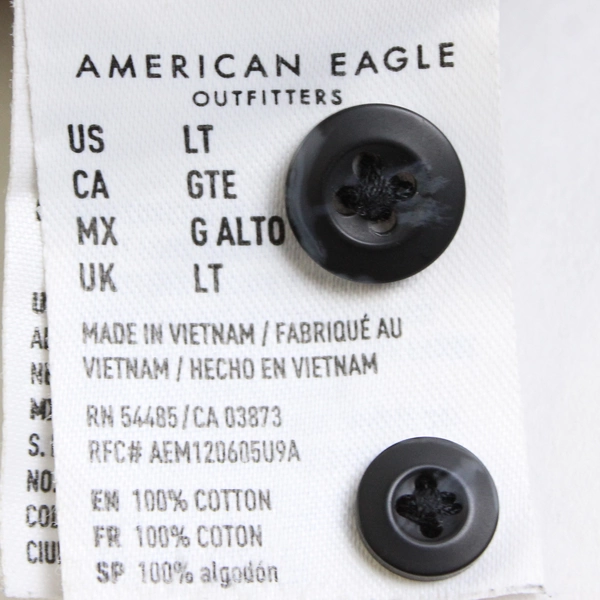 AMERICAN EAGLE
OUTFITTERS
US LT
CA GTE
MX G ALTO
UK LT
MADE IN VIETNAM / FABRIQUÉ AU
VIETNAM / HECHO EN VIETNAM
RN 54485/CA 03873
RFC# AEM120605U9A
EN 100% COTTON
FR 100% COTON
SP 100% algodón